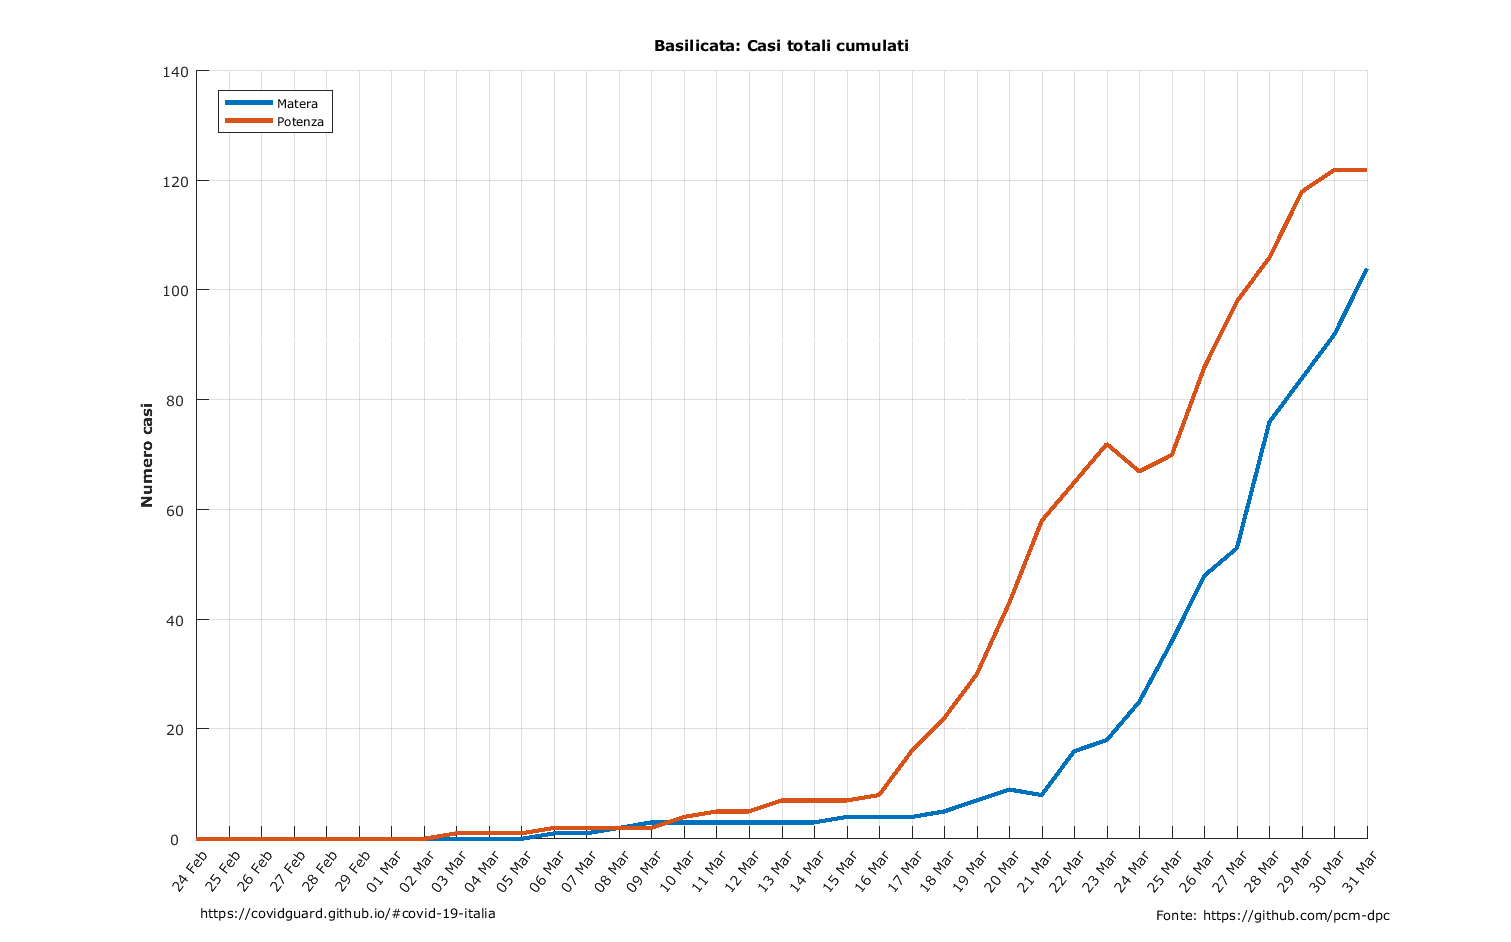 Basilicata: Casi totali cumulati
Matera
Potenza
Numero casi
140
120
100
80
60
40
20
0
24 Feb
25 Feb
26 Feb
27 Feb
28 Feb
29 Feb
01 Mar
02 Mar
03 Mar
04 Mar
05 Mar
06 Mar
07 Mar
08 Mar
09 Mar
10 Mar
11 Mar
12 Mar
13 Mar
14 Mar
15 Mar
16 Mar
17 Mar
18 Mar
19 Mar
20 Mar
21 Mar
22 Mar
23 Mar
24 Mar
25 Mar
26 Mar
27 Mar
28 Mar
29 Mar
30 Mar
31 Mar
https://covidguard.github.io/#covid-19-italia
Fonte: https://github.com/pcm-dpc